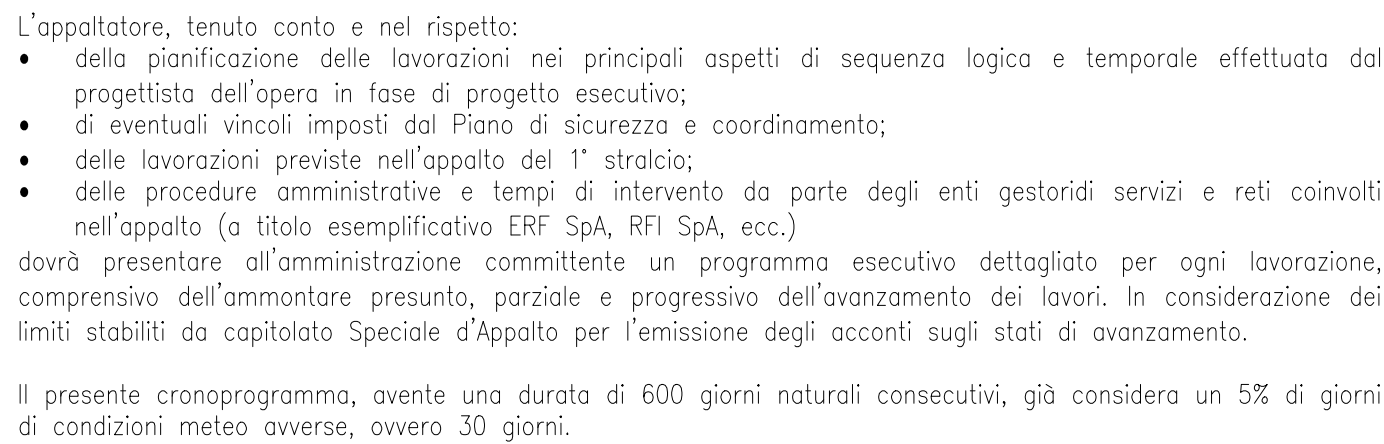 L'appaltatore, tenuto conto e nel rispetto:
• della pianificazione delle lavorazioni nei principali aspetti di sequenza logica e temporale effettuata dal
progettista dell'opera in fase di progetto esecutivo;
• di eventuali vincoli imposti dal Piano di sicurezza e coordinamento;
• delle lavorazioni previste nell'appalto del 1° stralcio;
• delle procedure amministrative e tempi di intervento da parte degli enti gestoridi servizi e reti coinvolti
nell'appalto (a titolo esemplificativo ERF SpA, RFI SpA, ecc.)
dovrà presentare all'amministrazione committente un programma esecutivo dettagliato per ogni lavorazione,
comprensivo dell'ammontare presunto, parziale e progressivo dell'avanzamento dei lavori. In considerazione dei
limiti stabiliti da capitolato Speciale d'Appalto per l'emissione degli acconti sugli stati di avanzamento.
Il presente cronoprogramma, avente una durata di 600 giorni naturali consecutivi, già considera un 5% di giorni
di condizioni meteo avverse, ovvero 30 giorni.